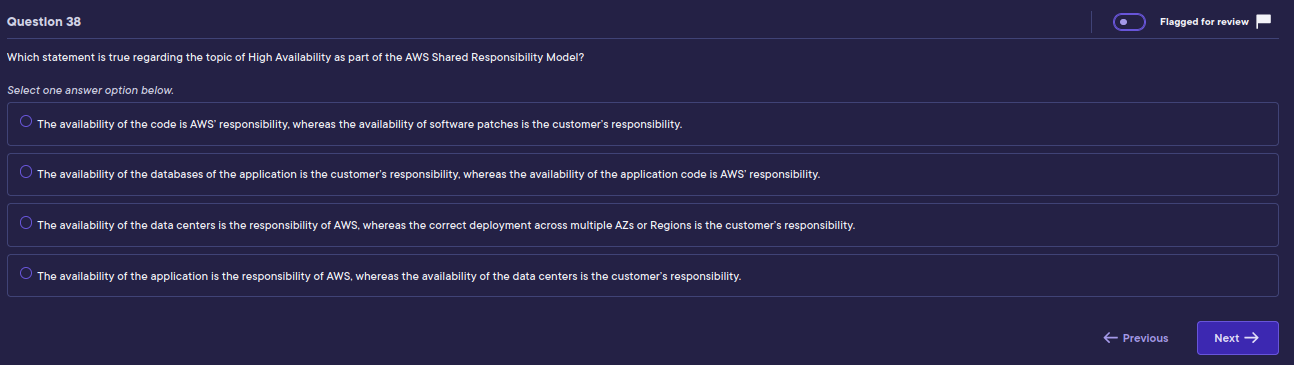 Question 38
Flagged for review
Which statement is true regarding the topic of High Availability as part of the AWS Shared Responsibility Model?
Select one answer option below.
The availability of the code is AWS' responsibility, whereas the availability of software patches is the customer's responsibility.
The availability of the databases of the application is the customer's responsibility, whereas the availability of the application code is AWS' responsibility.
The availability of the data centers is the responsibility of AWS, whereas the correct deployment across multiple AZs or Regions is the customer's responsibility.
The availability of the application is the responsibility of AWS, whereas the availability of the data centers is the customer's responsibility.
Previous
Next